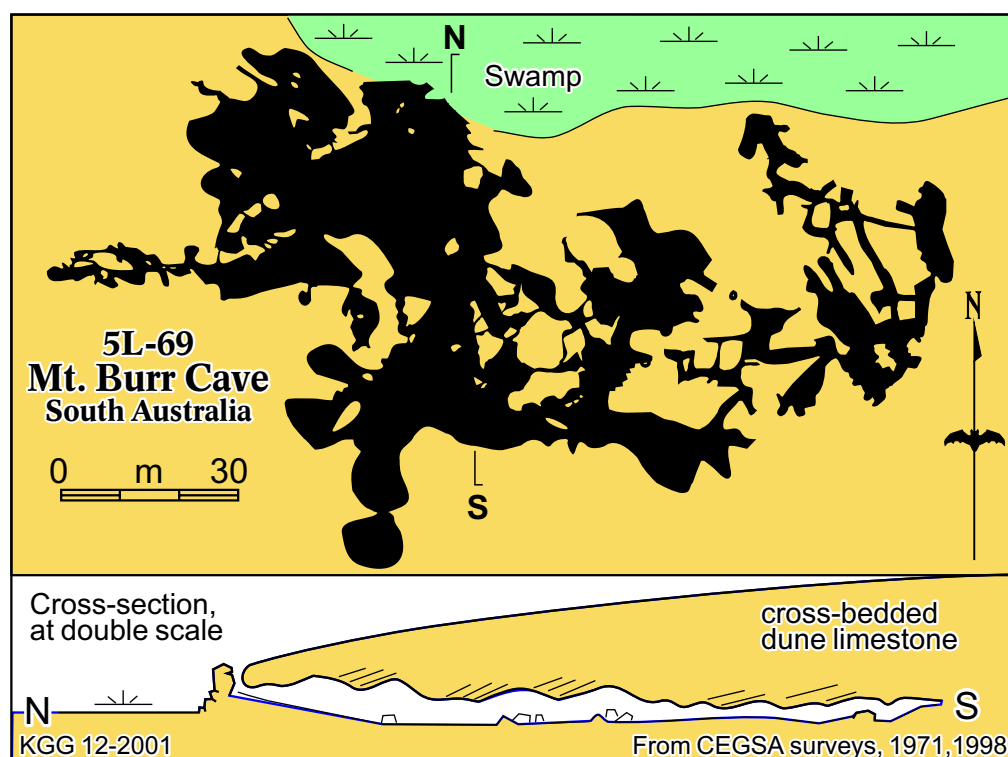 N
Swamp
N
5L-69
Mt. Burr Cave
South Australia
0 m 30
S
Cross-section,
at double scale
cross-bedded
dune limestone
N
S
KGG 12-2001
From CEGSA surveys, 1971,1998